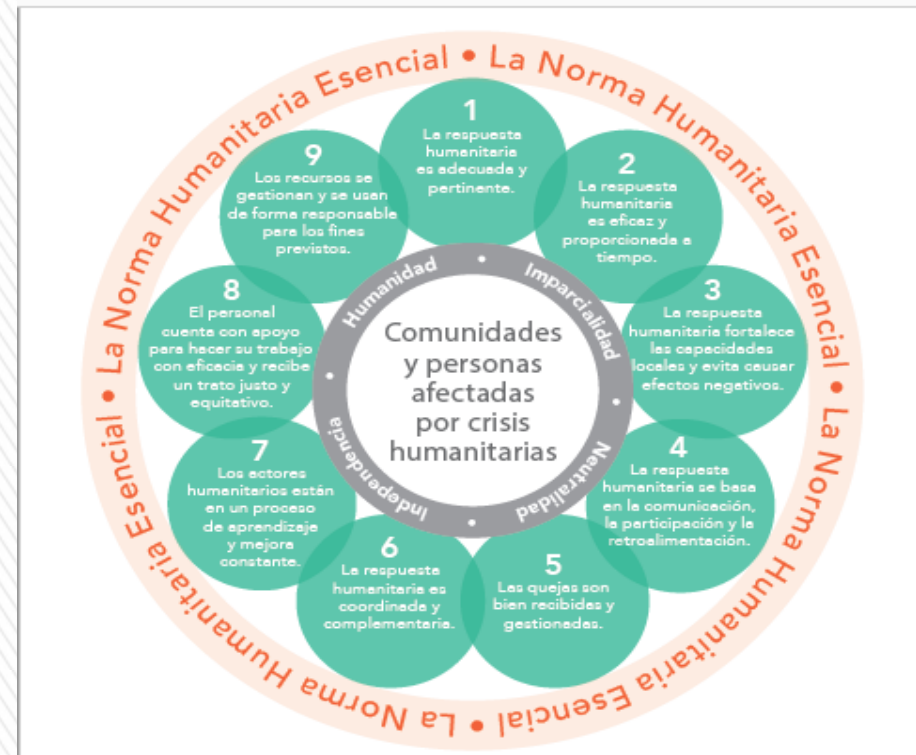 La Norma Humanitaria Esencial • La Norma Humanitaria Esencial • La Norma Humanitaria Esencial • La Norma Humanitaria Esencial •
1
La respuesta
humanitaria
es adecuada y
pertinente.
2
La respuesta
humanitaria
es eficaz y
proporcionada a
tiempo.
3
La respuesta
humanitaria fortalece
las capacidades
locales y evita causar
efectos negativos.
4
La respuesta
humanitaria se basa
en la comunicación,
la participación y la
retroalimentación.
5
Las quejas son
bien recibidas y
gestionadas.
6
La respuesta
humanitaria es
coordinada y
complementaria.
7
Los actores
humanitarios están
en un proceso
de aprendizaje
y mejora
constante.
8
El personal
cuenta con apoyo
para hacer su trabajo
con eficacia y recibe
un trato justo y
equitativo.
9
Los recursos se
gestionan y se usan
de forma responsable
para los fines
previstos.
Humanidad • Imparcialidad • Neutralidad • Independencia •
Comunidades
y personas
afectadas
por crisis
humanitarias